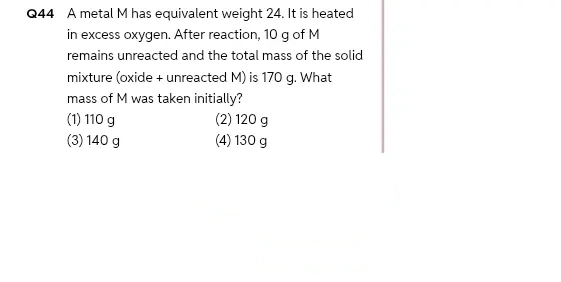 Q44 A metal M has equivalent weight 24. It is heated
in excess oxygen. After reaction, 10 g of M
remains unreacted and the total mass of the solid
mixture (oxide + unreacted M) is 170 g. What
mass of M was taken initially?
(1) 110 g (2) 120 g
(3) 140 g (4) 130 g